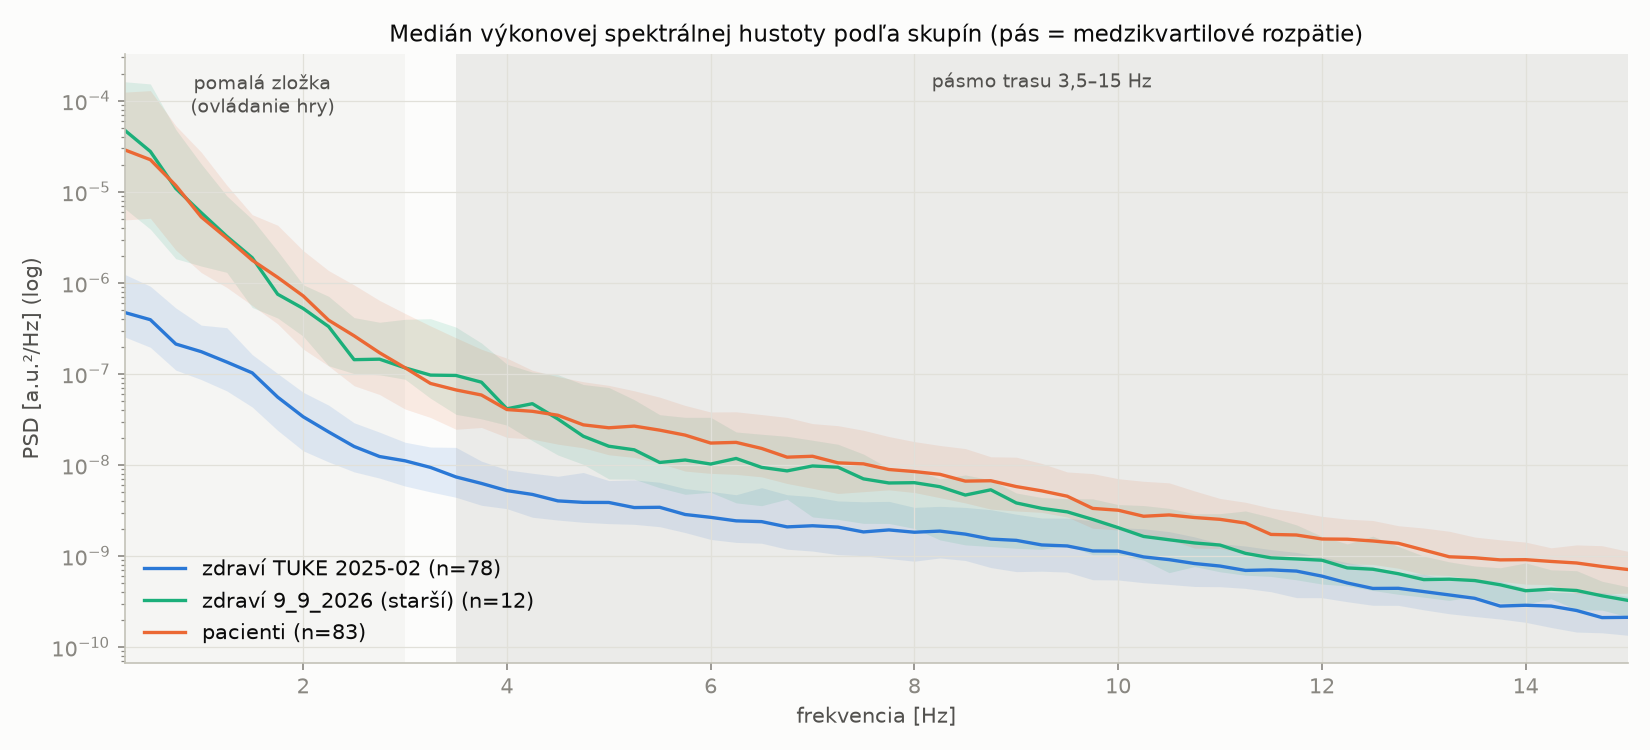 Medián výkonovej spektrálnej hustoty podľa skupín (pás = medzikvartilové rozpätie)
pomalá zložka
(ovládanie hry)
pásmo trasu 3,5–15 Hz
10⁻⁴
10⁻⁵
10⁻⁶
10⁻⁷
10⁻⁸
10⁻⁹
10⁻¹⁰
PSD [a.u.²/Hz] (log)
zdraví TUKE 2025-02 (n=78)
zdraví 9_9_2026 (starší) (n=12)
pacienti (n=83)
2 4 6 8 10 12 14
frekvencia [Hz]